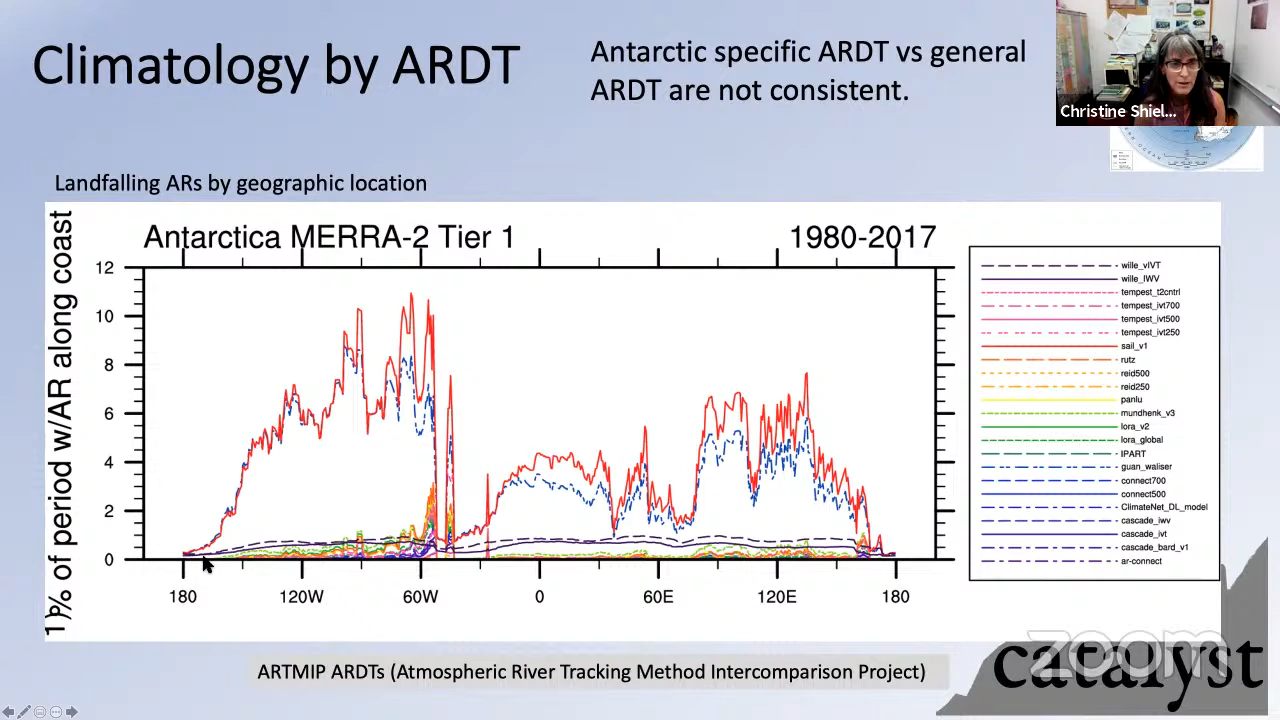 Climatology by ARDT
Antarctic specific ARDT vs general
ARDT are not consistent.
Christine Shiel...
Landfalling ARs by geographic location
Antarctica MERRA-2 Tier 1
1980-2017
1)% of period w/AR along coast
12
10
8
6
4
2
0
180
120W
60W
0
60E
120E
180
wille_vIVT
wille_IWV
tempest_t2cntrl
tempest_ivt700
tempest_ivt500
tempest_ivt250
sail_v1
rutz
reid500
reid250
panlu
mundhenk_v3
lora_v2
lora_global
IPART
guan_waliser
connect700
connect500
ClimateNet_DL_model
cascade_iwv
cascade_ivt
cascade_bard_v1
ar-connect
ARTMIP ARDTs (Atmospheric River Tracking Method Intercomparison Project)
zoom
catalyst